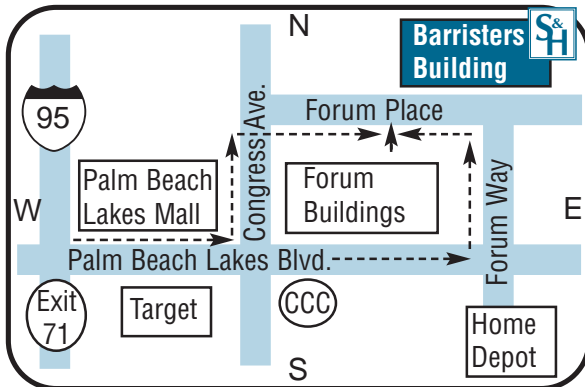 N
S&H
Barristers
Building
95
Congress Ave.
Forum Place
Palm Beach
Lakes Mall
Forum
Buildings
W
E
Forum Way
Palm Beach Lakes Blvd.
Exit
71
Target
CCC
Home
Depot
S